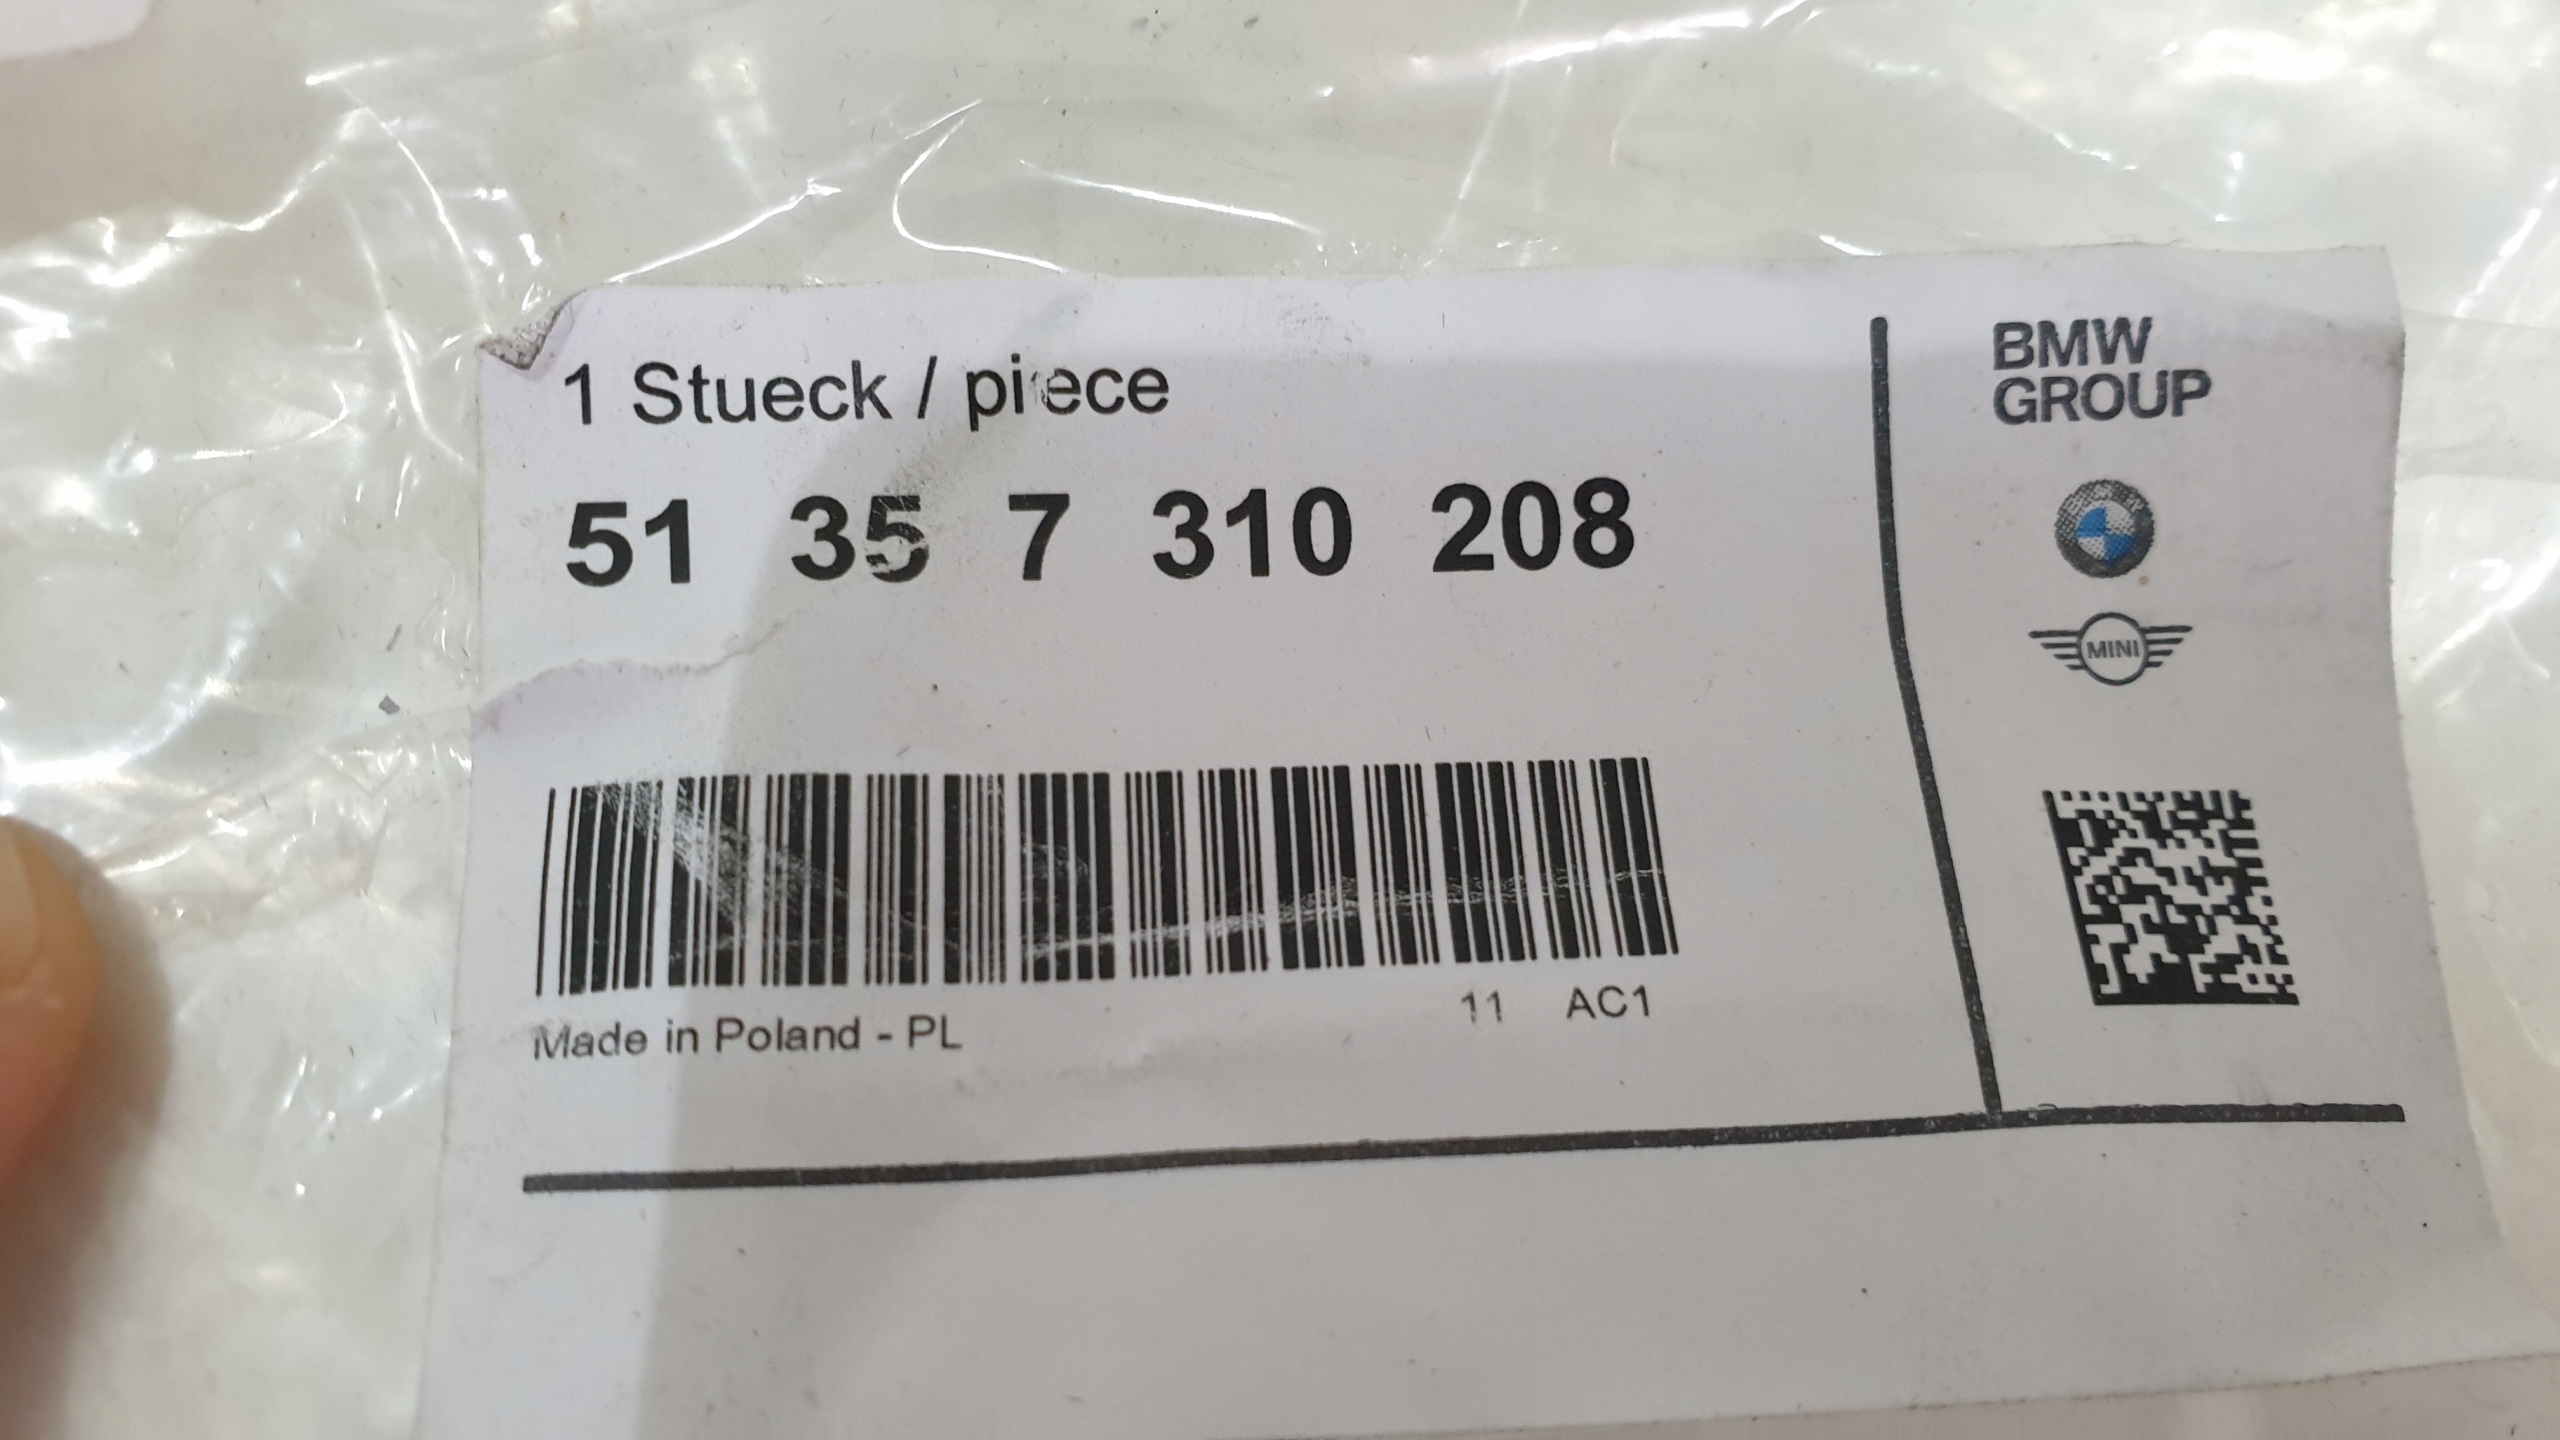 1 Stueck / piece
51 35 7 310 208
Made in Poland - PL
11 AC1
BMW
GROUP
MINI